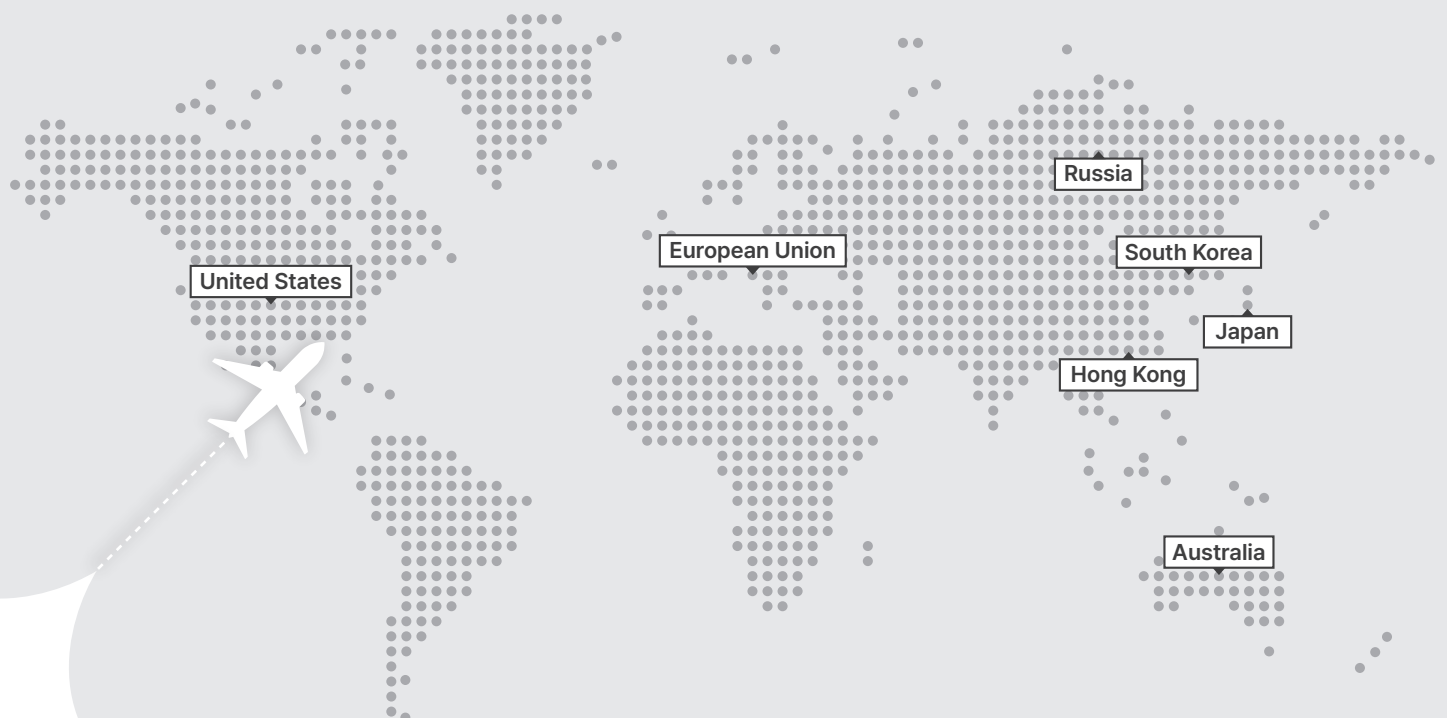 Russia
European Union
South Korea
United States
Japan
Hong Kong
Australia